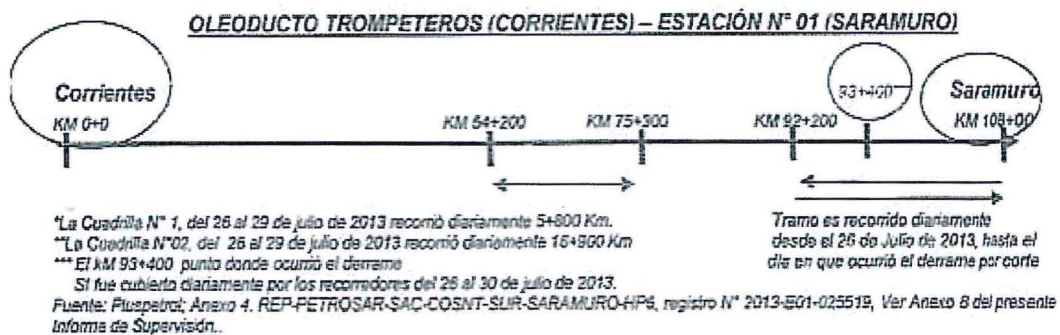 OLEODUCTO TROMPETEROS (CORRIENTES) – ESTACIÓN N° 01 (SARAMURO)
Corrientes
KM 0+0
KM 54+200
KM 75+300
KM 92+200
93+400
Saramuro
KM 108+00
*La Cuadrilla N° 1, del 26 al 29 de julio de 2013 recorrió diariamente 5+800 Km.
**La Cuadrilla N°02, del 26 al 29 de julio de 2013 recorrió diariamente 16+900 Km
*** El kM 93+400 punto donde ocurrió el derrame
SI fue cubierto diariamente por los recorredores del 26 al 30 de julio de 2013.
Tramo es recorrido diariamente
desde el 26 de Julio de 2013, hasta el
día en que ocurrió el derrame por corte
Fuente: Pluspetrol; Anexo 4. REP-PETROSAR-SAC-COSNT-SUR-SARAMURO-HP6, registro N° 2013-E01-025519, Ver Anexo 8 del presente
Informe de Supervisión..